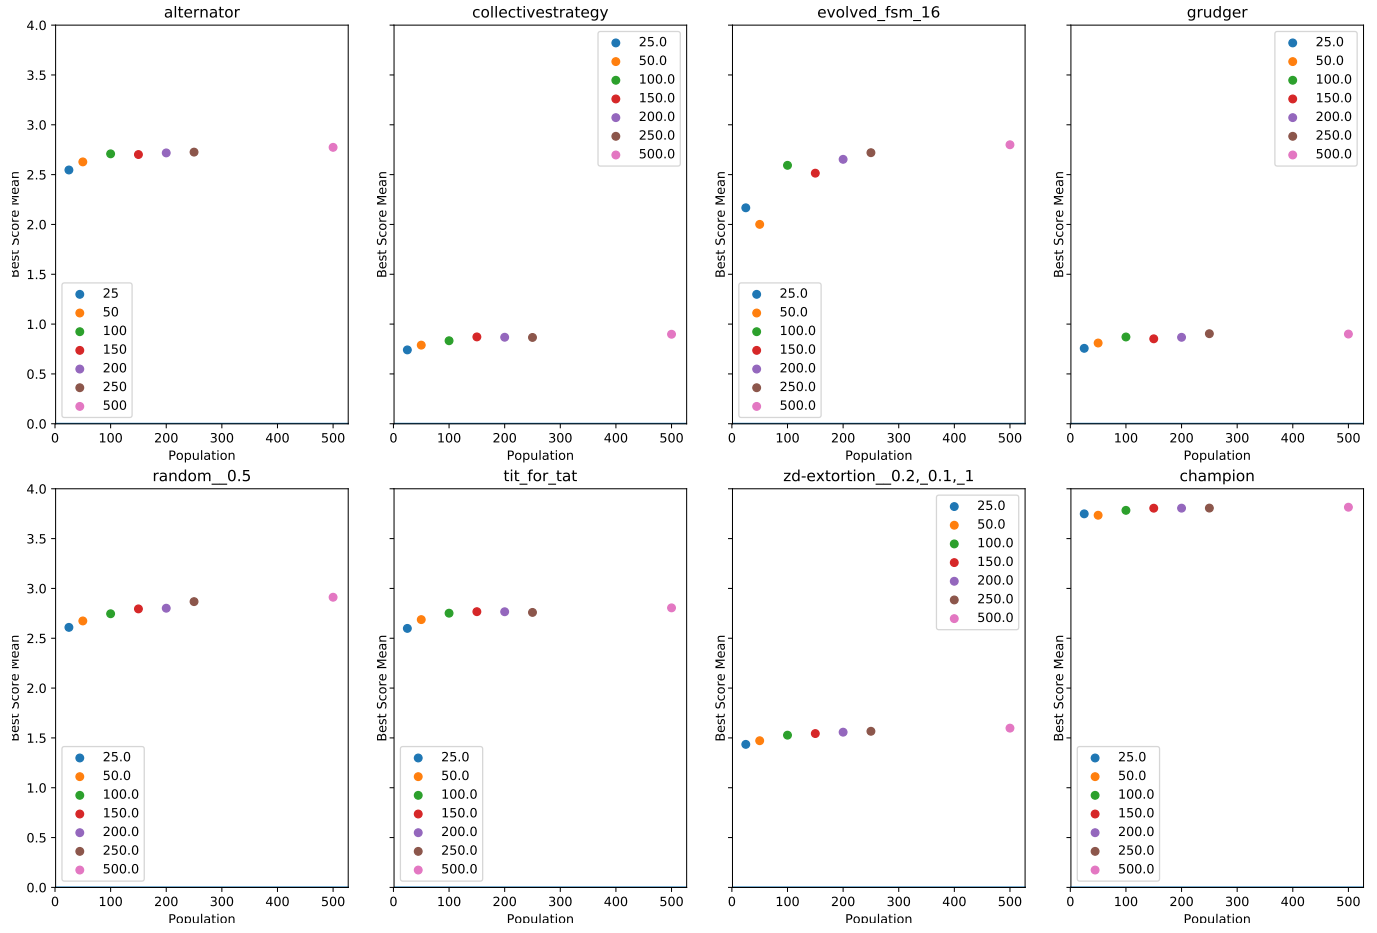 alternator
4.0
3.5
3.0
2.5
2.0
1.5
1.0
0.5
0.0
Best Score Mean
25
50
100
150
200
250
500
0 100 200 300 400 500
Population
collectivestrategy
Best Score Mean
25.0
50.0
100.0
150.0
200.0
250.0
500.0
0 100 200 300 400 500
Population
evolved_fsm_16
Best Score Mean
25.0
50.0
100.0
150.0
200.0
250.0
500.0
0 100 200 300 400 500
Population
grudger
Best Score Mean
25.0
50.0
100.0
150.0
200.0
250.0
500.0
0 100 200 300 400 500
Population
random__0.5
4.0
3.5
3.0
2.5
2.0
1.5
1.0
0.5
0.0
Best Score Mean
25.0
50.0
100.0
150.0
200.0
250.0
500.0
0 100 200 300 400 500
Population
tit_for_tat
Best Score Mean
25.0
50.0
100.0
150.0
200.0
250.0
500.0
0 100 200 300 400 500
Population
zd-extortion__0.2,_0.1,_1
Best Score Mean
25.0
50.0
100.0
150.0
200.0
250.0
500.0
0 100 200 300 400 500
Population
champion
Best Score Mean
25.0
50.0
100.0
150.0
200.0
250.0
500.0
0 100 200 300 400 500
Population